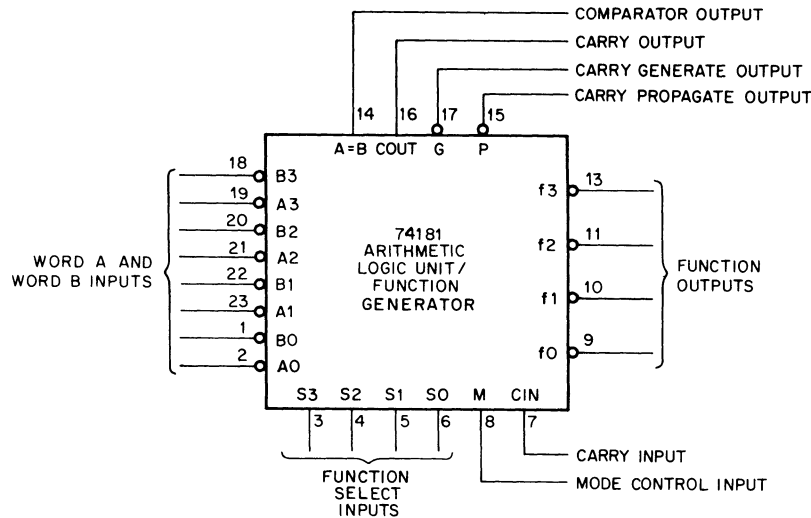 COMPARATOR OUTPUT
CARRY OUTPUT
CARRY GENERATE OUTPUT
CARRY PROPAGATE OUTPUT
14 16 17 15
A=B COUT G P
18 B3
19 A3
20 B2
21 A2
22 B1
23 A1
1 B0
2 A0
WORD A AND
WORD B INPUTS
74181
ARITHMETIC
LOGIC UNIT/
FUNCTION
GENERATOR
f3 13
f2 11
f1 10
f0 9
FUNCTION
OUTPUTS
S3 S2 S1 S0 M CIN
3 4 5 6 8 7
FUNCTION
SELECT
INPUTS
CARRY INPUT
MODE CONTROL INPUT